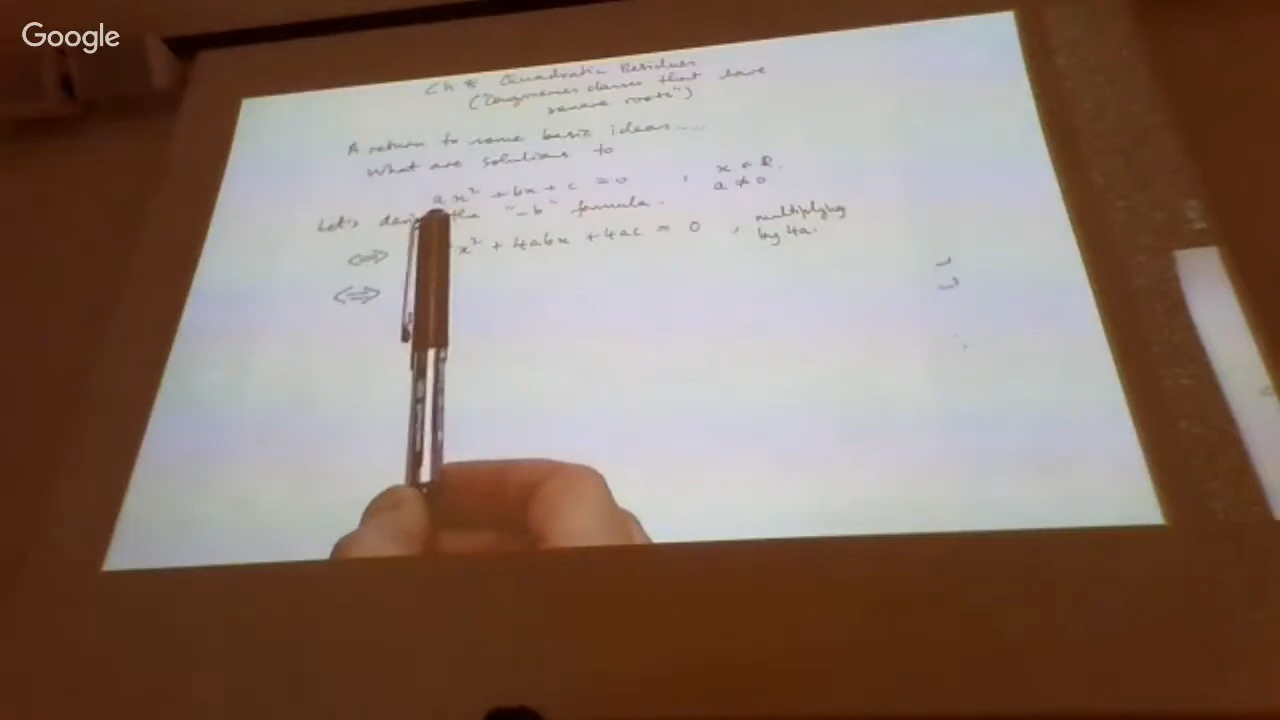 Google
Ch 8 Quadratic Residues
("Congruence classes that have
square roots")
A return to some basic ideas....
What are solutions to
ax² + bx + c = 0 , x ∈ ℝ.
a ≠ 0
Let's the "-b" formula.
⇔ x² + 4abx + 4ac = 0 , multiplying
by 4a.
⇔